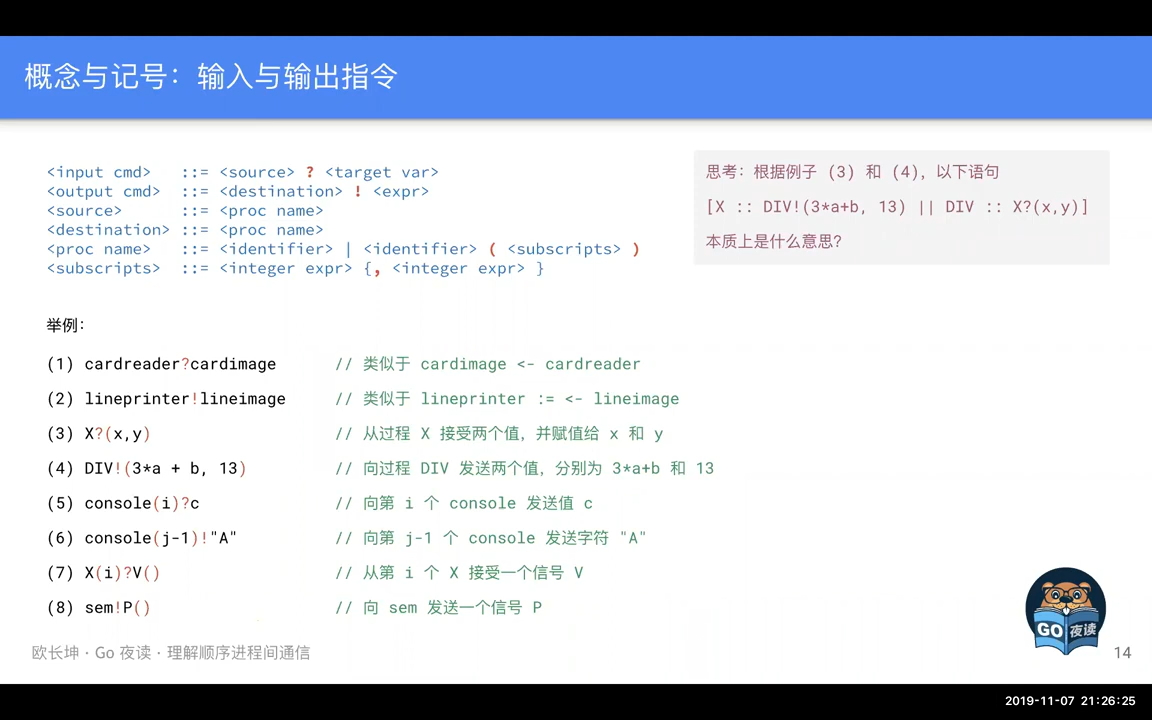 概念与记号：输入与输出指令
<input cmd> ::= <source> ? <target var>
<output cmd> ::= <destination> ! <expr>
<source> ::= <proc name>
<destination> ::= <proc name>
<proc name> ::= <identifier> | <identifier> ( <subscripts> )
<subscripts> ::= <integer expr> {, <integer expr> }
思考：根据例子 (3) 和 (4)，以下语句
[X :: DIV!(3*a+b, 13) || DIV :: X?(x,y)]
本质上是什么意思?
举例：
(1) cardreader?cardimage // 类似于 cardimage <- cardreader
(2) lineprinter!lineimage // 类似于 lineprinter := <- lineimage
(3) X?(x,y) // 从过程 X 接受两个值，并赋值给 x 和 y
(4) DIV!(3*a + b, 13) // 向过程 DIV 发送两个值，分别为 3*a+b 和 13
(5) console(i)?c // 向第 i 个 console 发送值 c
(6) console(j-1)!"A" // 向第 j-1 个 console 发送字符 "A"
(7) X(i)?V() // 从第 i 个 X 接受一个信号 V
(8) sem!P() // 向 sem 发送一个信号 P
GO 夜读
欧长坤 · Go 夜读 · 理解顺序进程间通信
14
2019-11-07 21:26:25